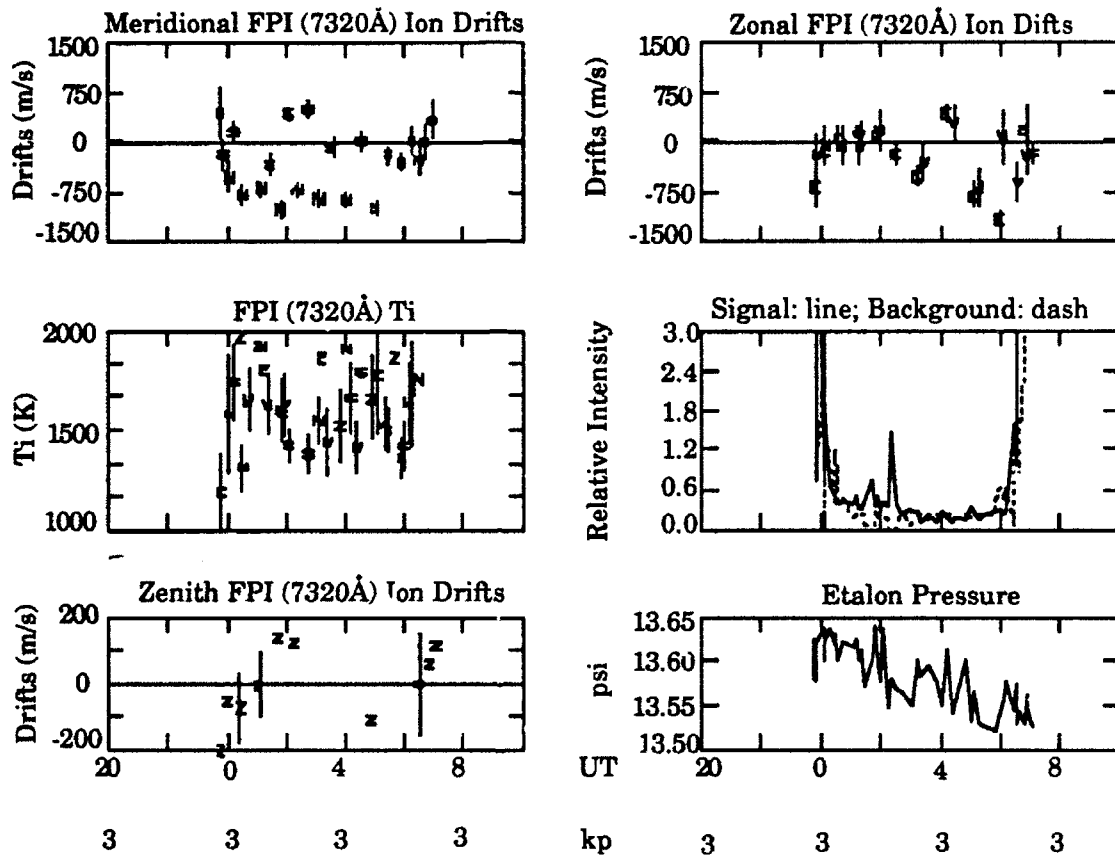 Meridional FPI (7320Å) Ion Drifts
Drifts (m/s)
1500
750
0
-750
-1500
Zonal FPI (7320Å) Ion Difts
Drifts (m/s)
1500
750
0
-750
-1500
FPI (7320Å) Ti
Ti (K)
2000
1500
1000
Signal: line; Background: dash
Relative Intensity
3.0
2.4
1.8
1.2
0.6
0.0
Zenith FPI (7320Å) Ion Drifts
Drifts (m/s)
200
0
-200
20 0 4 8
Etalon Pressure
psi
13.65
13.60
13.55
13.50
UT 20 0 4 8
3 3 3 3 kp 3 3 3 3